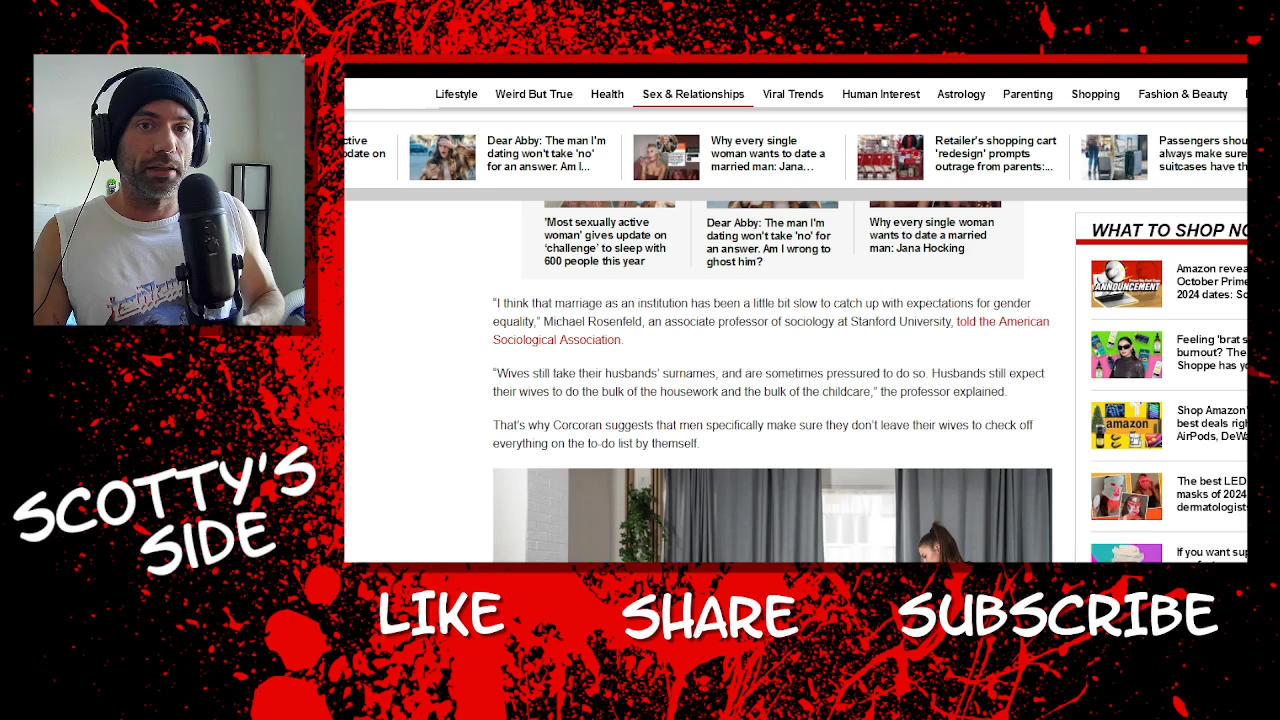 Lifestyle Weird But True Health Sex & Relationships Viral Trends Human Interest Astrology Parenting Shopping Fashion & Beauty
Dear Abby: The man I'm
dating won't take 'no'
for an answer. Am I...
Why every single
woman wants to date a
married man: Jana...
Retailer's shopping cart
'redesign' prompts
outrage from parents:...
Passengers
always make sure
suitcases have
'Most sexually active
woman' gives update on
'challenge' to sleep with
600 people this year
Dear Abby: The man I'm
dating won't take 'no' for
an answer. Am I wrong to
ghost him?
Why every single woman
wants to date a married
man: Jana Hocking
“I think that marriage as an institution has been a little bit slow to catch up with expectations for gender
equality,” Michael Rosenfeld, an associate professor of sociology at Stanford University, told the American
Sociological Association.
“Wives still take their husbands’ surnames, and are sometimes pressured to do so. Husbands still expect
their wives to do the bulk of the housework and the bulk of the childcare,” the professor explained.
That’s why Corcoran suggests that men specifically make sure they don’t leave their wives to check off
everything on the to-do list by themself.
WHAT TO SHOP
ANNOUNCEMENT
Amazon
October Prime
2024 dates:
Feeling 'brat
burnout? The
Shoppe has
amazon
Shop Amazon'
best deals
AirPods,
The best LED
masks of 2024
dermatologist
If you want
SCOTTY'S
SIDE
LIKE
SHARE
SUBSCRIBE